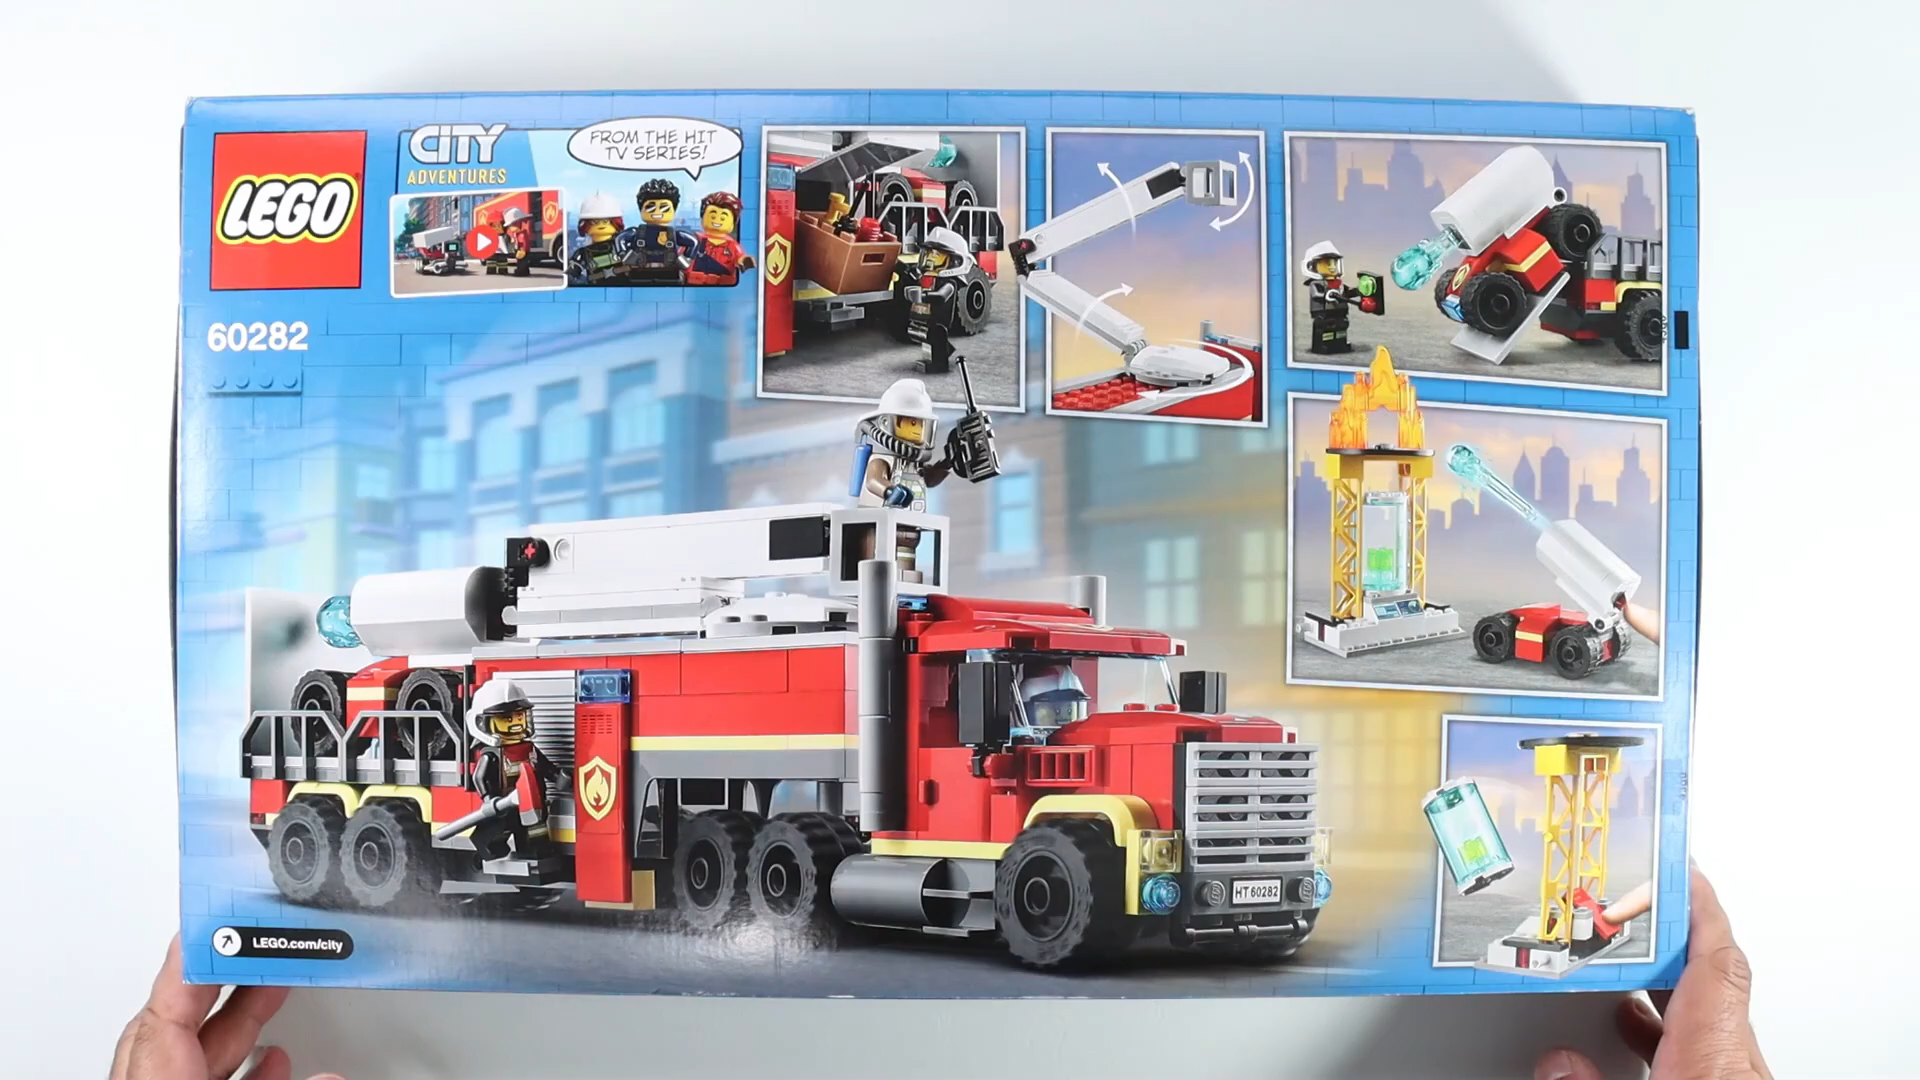 LEGO
CITY
ADVENTURES
FROM THE HIT
TV SERIES!
60282
HT 60282
LEGO.com/city